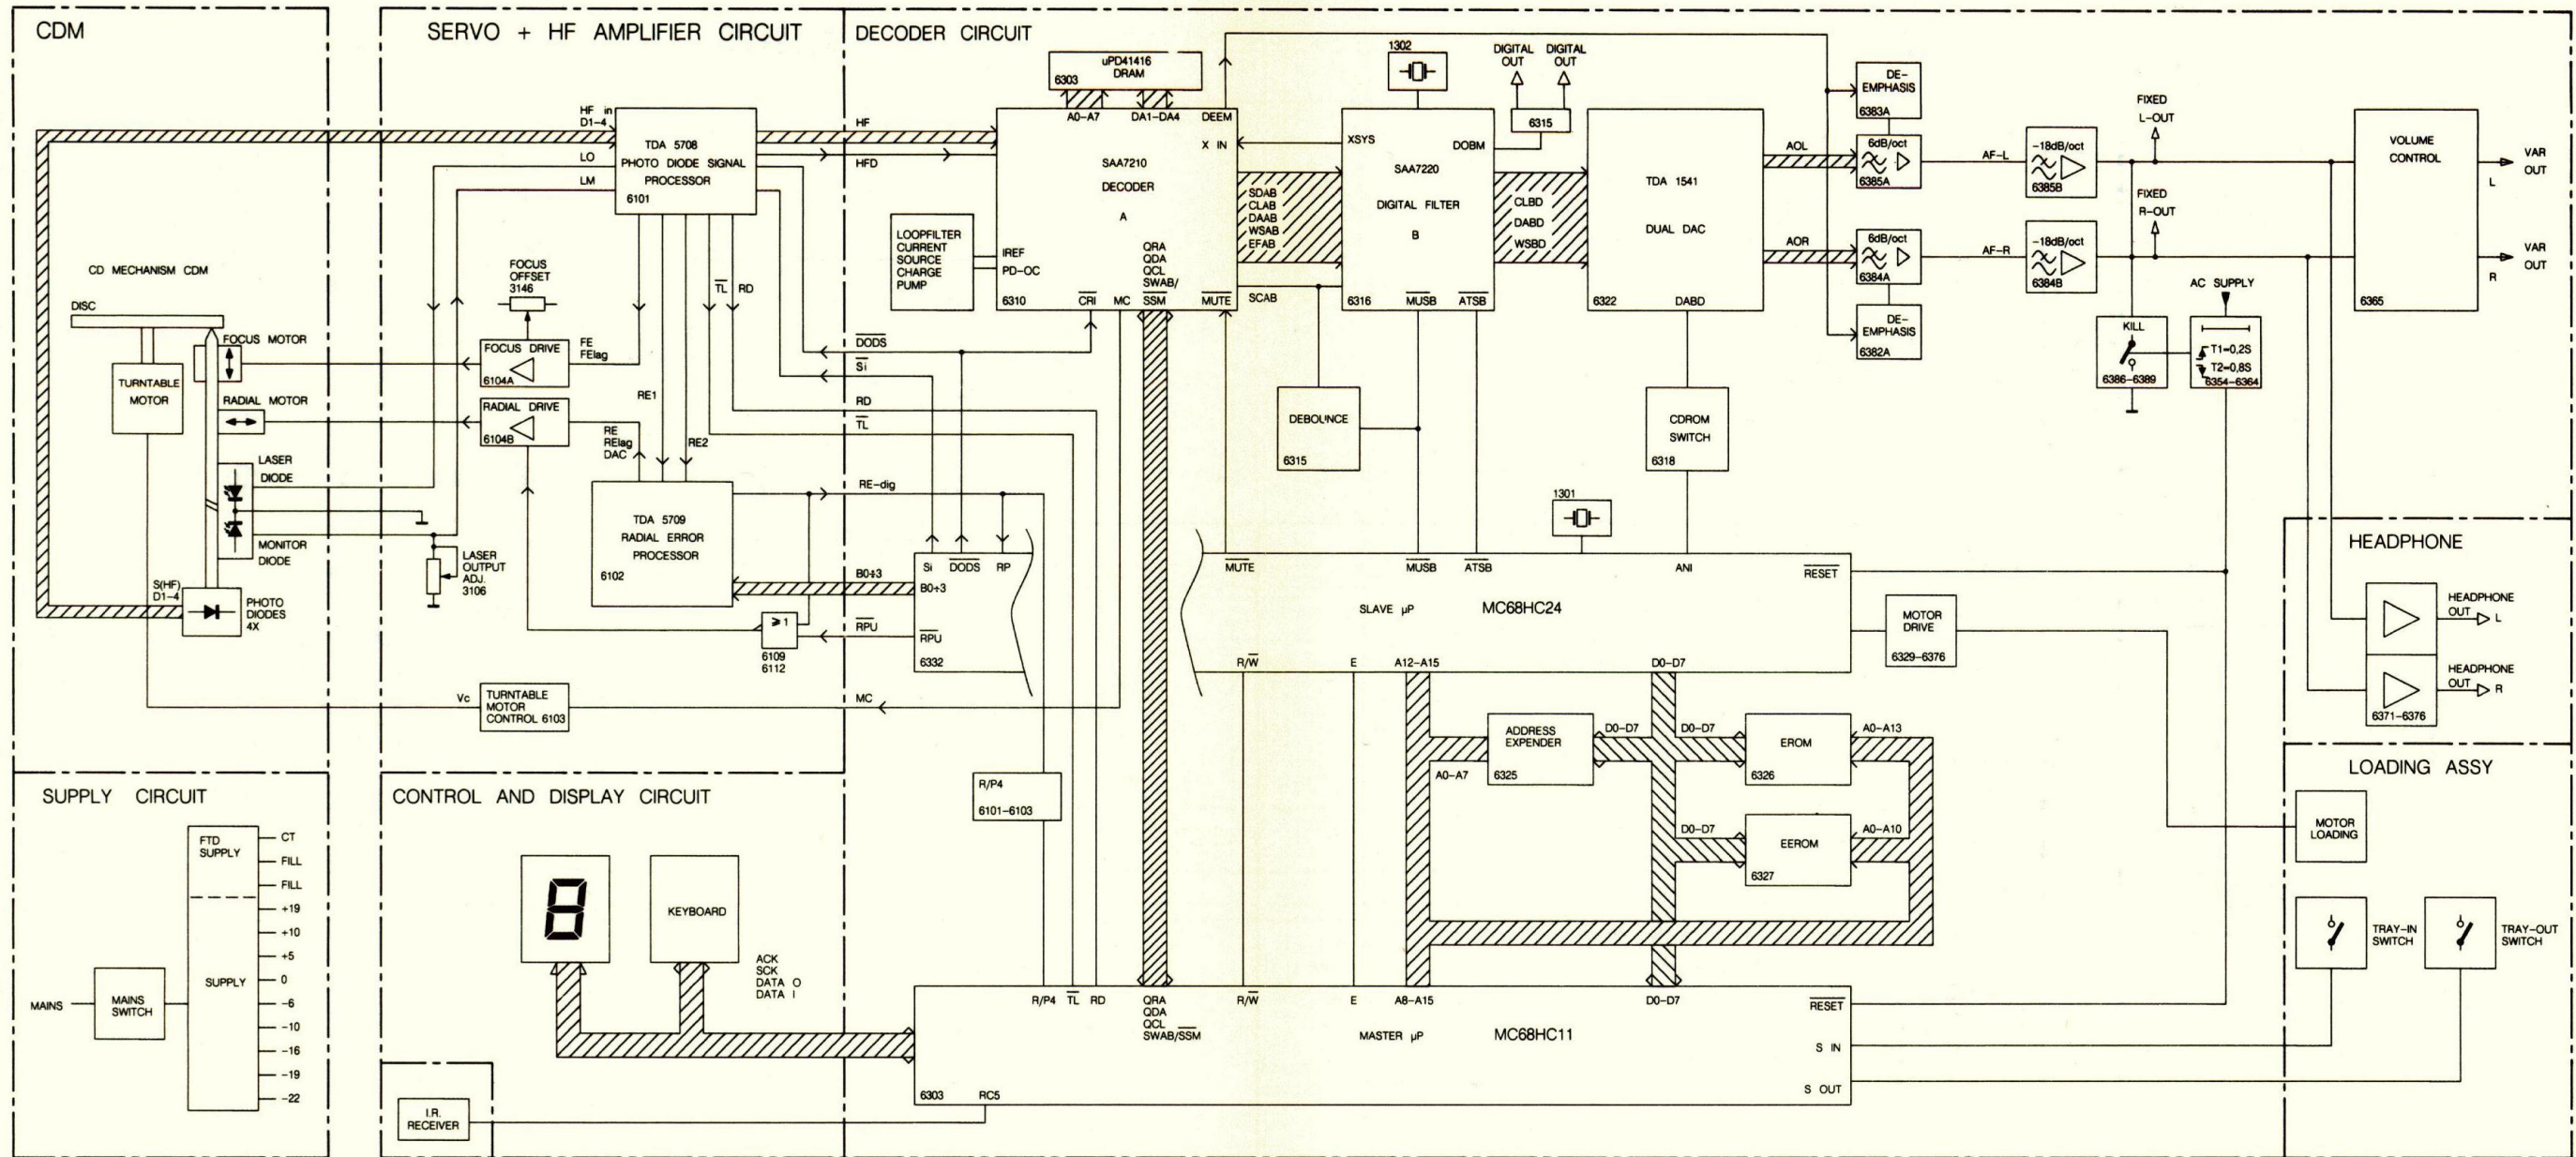 CDM
CD MECHANISM CDM
DISC
TURNTABLE
MOTOR
FOCUS MOTOR
RADIAL MOTOR
LASER
DIODE
MONITOR
DIODE
S(HF)
D1-4
PHOTO
DIODES
4X
SERVO + HF AMPLIFIER CIRCUIT
HF in
D1-4
LO
LM
TDA 5708
PHOTO DIODE SIGNAL
PROCESSOR
6101
FOCUS
OFFSET
3146
FOCUS DRIVE
6104A
FE
FElag
RADIAL DRIVE
6104B
RE
RElag
DAC
RE1
RE2
TL RD
TDA 5709
RADIAL ERROR
PROCESSOR
6102
LASER
OUTPUT
ADJ.
3106
⩾1
6109
6112
Vc
TURNTABLE
MOTOR
CONTROL 6103
DECODER CIRCUIT
HF
HFD
uPD41416
DRAM
6303
A0-A7
DA1-DA4
DEEM
X IN
SAA7210
DECODER
A
LOOPFILTER
CURRENT
SOURCE
CHARGE
PUMP
IREF
PD-OC
6310
CRI
MC
QRA
QDA
QCL
SWAB/
SSM
MUTE
SDAB
CLAB
DAAB
WSAB
EFAB
SCAB
1302
XSYS
DOBM
SAA7220
DIGITAL FILTER
B
6316
MUSB
ATSB
DIGITAL
OUT
DIGITAL
OUT
6315
CLBD
DABD
WSBD
TDA 1541
DUAL DAC
6322
DABD
AOL
AOR
DE-
EMPHASIS
6383A
6dB/oct
6385A
6dB/oct
6384A
DE-
EMPHASIS
6382A
AF-L
AF-R
-18dB/oct
6385B
-18dB/oct
6384B
FIXED
L-OUT
FIXED
R-OUT
AC SUPPLY
KILL
6386-6389
T1=0,2S
T2=0,8S
6354-6364
VOLUME
CONTROL
6365
L
VAR
OUT
R
VAR
OUT
DODS
Si
RD
TL
RE-dig
B0÷3
RPU
MC
Si
DODS
RP
B0÷3
RPU
6332
DEBOUNCE
6315
CDROM
SWITCH
6318
1301
MUTE
MUSB
ATSB
ANI
RESET
SLAVE µP
MC68HC24
R/W
E
A12-A15
D0-D7
MOTOR
DRIVE
6329-6376
ADDRESS
EXPENDER
6325
A0-A7
D0-D7
D0-D7
EROM
6326
A0-A13
D0-D7
EEROM
6327
A0-A10
R/P4
6101-6103
R/P4
TL
RD
QRA
QDA
QCL
SWAB/SSM
R/W
E
A8-A15
D0-D7
RESET
MASTER µP
MC68HC11
S IN
S OUT
6303
RC5
HEADPHONE
HEADPHONE
OUT
L
HEADPHONE
OUT
R
6371-6376
LOADING ASSY
MOTOR
LOADING
TRAY-IN
SWITCH
TRAY-OUT
SWITCH
SUPPLY CIRCUIT
FTD
SUPPLY
CT
FILL
FILL
+19
+10
+5
0
-6
-10
-16
-19
-22
SUPPLY
MAINS
MAINS
SWITCH
CONTROL AND DISPLAY CIRCUIT
8
KEYBOARD
ACK
SCK
DATA O
DATA I
I.R.
RECEIVER